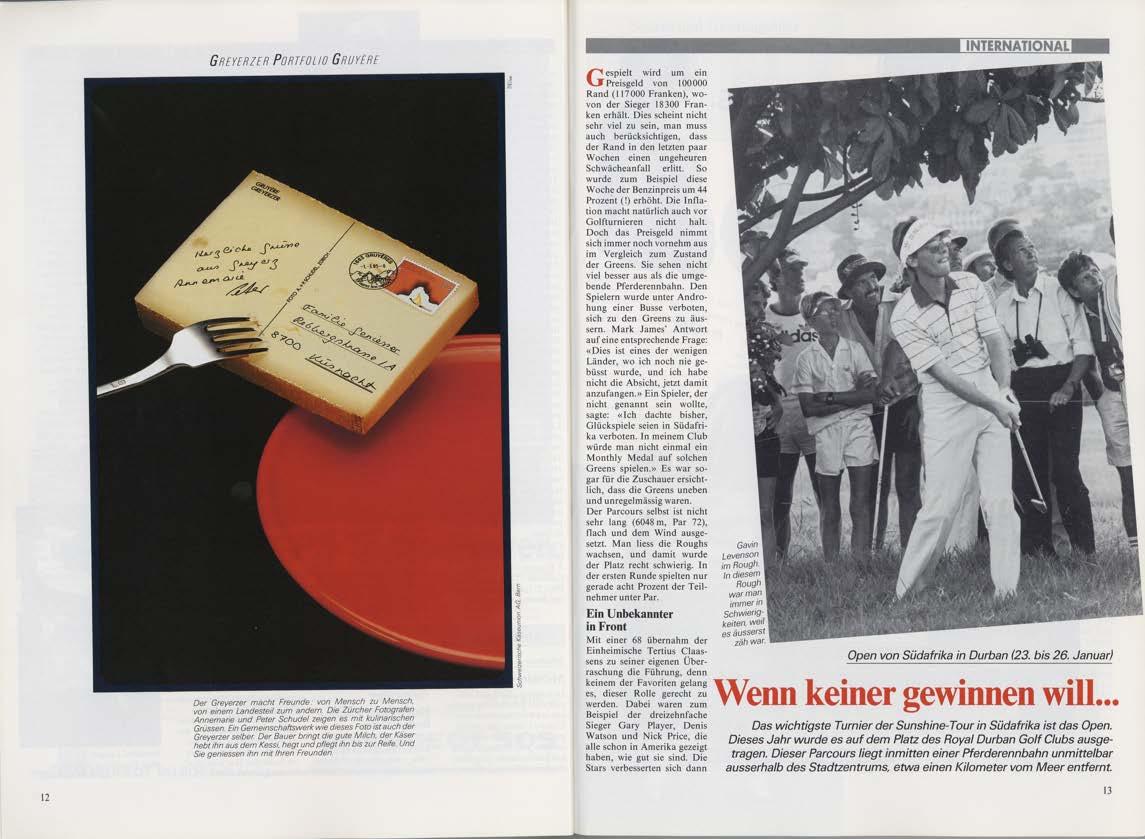 GREYERZER PORTFOLIO GRUYÈRE
GRUYÈRE
GREYERZER
Herzliche Grüsse
aus Greyerz
Annemarie
Peter
1663 GRUYÈRES
Familie Geniesser
Rebbergstrasse 1A
8700
Küsnacht
Schweizerische Käseunion AG, Bern
Der Greyerzer macht Freunde: von Mensch zu Mensch,
von einem Landesteil zum andern. Die Zürcher Fotografen
Annemarie und Peter Schudel zeigen es mit kulinarischen
Grüssen. Ein Gemeinschaftswerk wie dieses Foto ist auch der
Greyerzer selber. Der Bauer bringt die gute Milch, der Käser
hebt ihn aus dem Kessi, hegt und pflegt ihn bis zur Reife. Und
Sie geniessen ihn mit Ihren Freunden.
12
INTERNATIONAL
Gespielt wird um ein
Preisgeld von 100000
Rand (117000 Franken), wo-
von der Sieger 18300 Fran-
ken erhält. Dies scheint nicht
sehr viel zu sein, man muss
auch berücksichtigen, dass
der Rand in den letzten paar
Wochen einen ungeheuren
Schwächeanfall erlitt. So
wurde zum Beispiel diese
Woche der Benzinpreis um 44
Prozent (!) erhöht. Die Infla-
tion macht natürlich auch vor
Golfturnieren nicht halt.
Doch das Preisgeld nimmt
sich immer noch vornehm aus
im Vergleich zum Zustand
der Greens. Sie sehen nicht
viel besser aus als die umge-
bende Pferderennbahn. Den
Spielern wurde unter Andro-
hung einer Busse verboten,
sich zu den Greens zu äus-
sern. Mark James' Antwort
auf eine entsprechende Frage:
«Dies ist eines der wenigen
Länder, wo ich noch nie ge-
büsst wurde, und ich habe
nicht die Absicht, jetzt damit
anzufangen.» Ein Spieler, der
nicht genannt sein wollte,
sagte: «Ich dachte bisher,
Glückspiele seien in Südafri-
ka verboten. In meinem Club
würde man nicht einmal ein
Monthly Medal auf solchen
Greens spielen.» Es war so-
gar für die Zuschauer ersicht-
lich, dass die Greens uneben
und unregelmässig waren.
Der Parcours selbst ist nicht
sehr lang (6048 m, Par 72),
flach und dem Wind ausge-
setzt. Man liess die Roughs
wachsen, und damit wurde
der Platz recht schwierig. In
der ersten Runde spielten nur
gerade acht Prozent der Teil-
nehmer unter Par.
Ein Unbekannter
in Front
Mit einer 68 übernahm der
Einheimische Tertius Claas-
sens zu seiner eigenen Über-
raschung die Führung, denn
keinem der Favoriten gelang
es, dieser Rolle gerecht zu
werden. Dabei waren zum
Beispiel der dreizehnfache
Sieger Gary Player, Denis
Watson und Nick Price, die
alle schon in Amerika gezeigt
haben, wie gut sie sind. Die
Stars verbesserten sich dann
adidas
Gavin
Levenson
im Rough.
In diesem
Rough
war man
immer in
Schwierig-
keiten, weil
es äusserst
zäh war.
Open von Südafrika in Durban (23. bis 26. Januar)
Wenn keiner gewinnen will...
Das wichtigste Turnier der Sunshine-Tour in Südafrika ist das Open.
Dieses Jahr wurde es auf dem Platz des Royal Durban Golf Clubs ausge-
tragen. Dieser Parcours liegt inmitten einer Pferderennbahn unmittelbar
ausserhalb des Stadtzentrums, etwa einen Kilometer vom Meer entfernt.
13